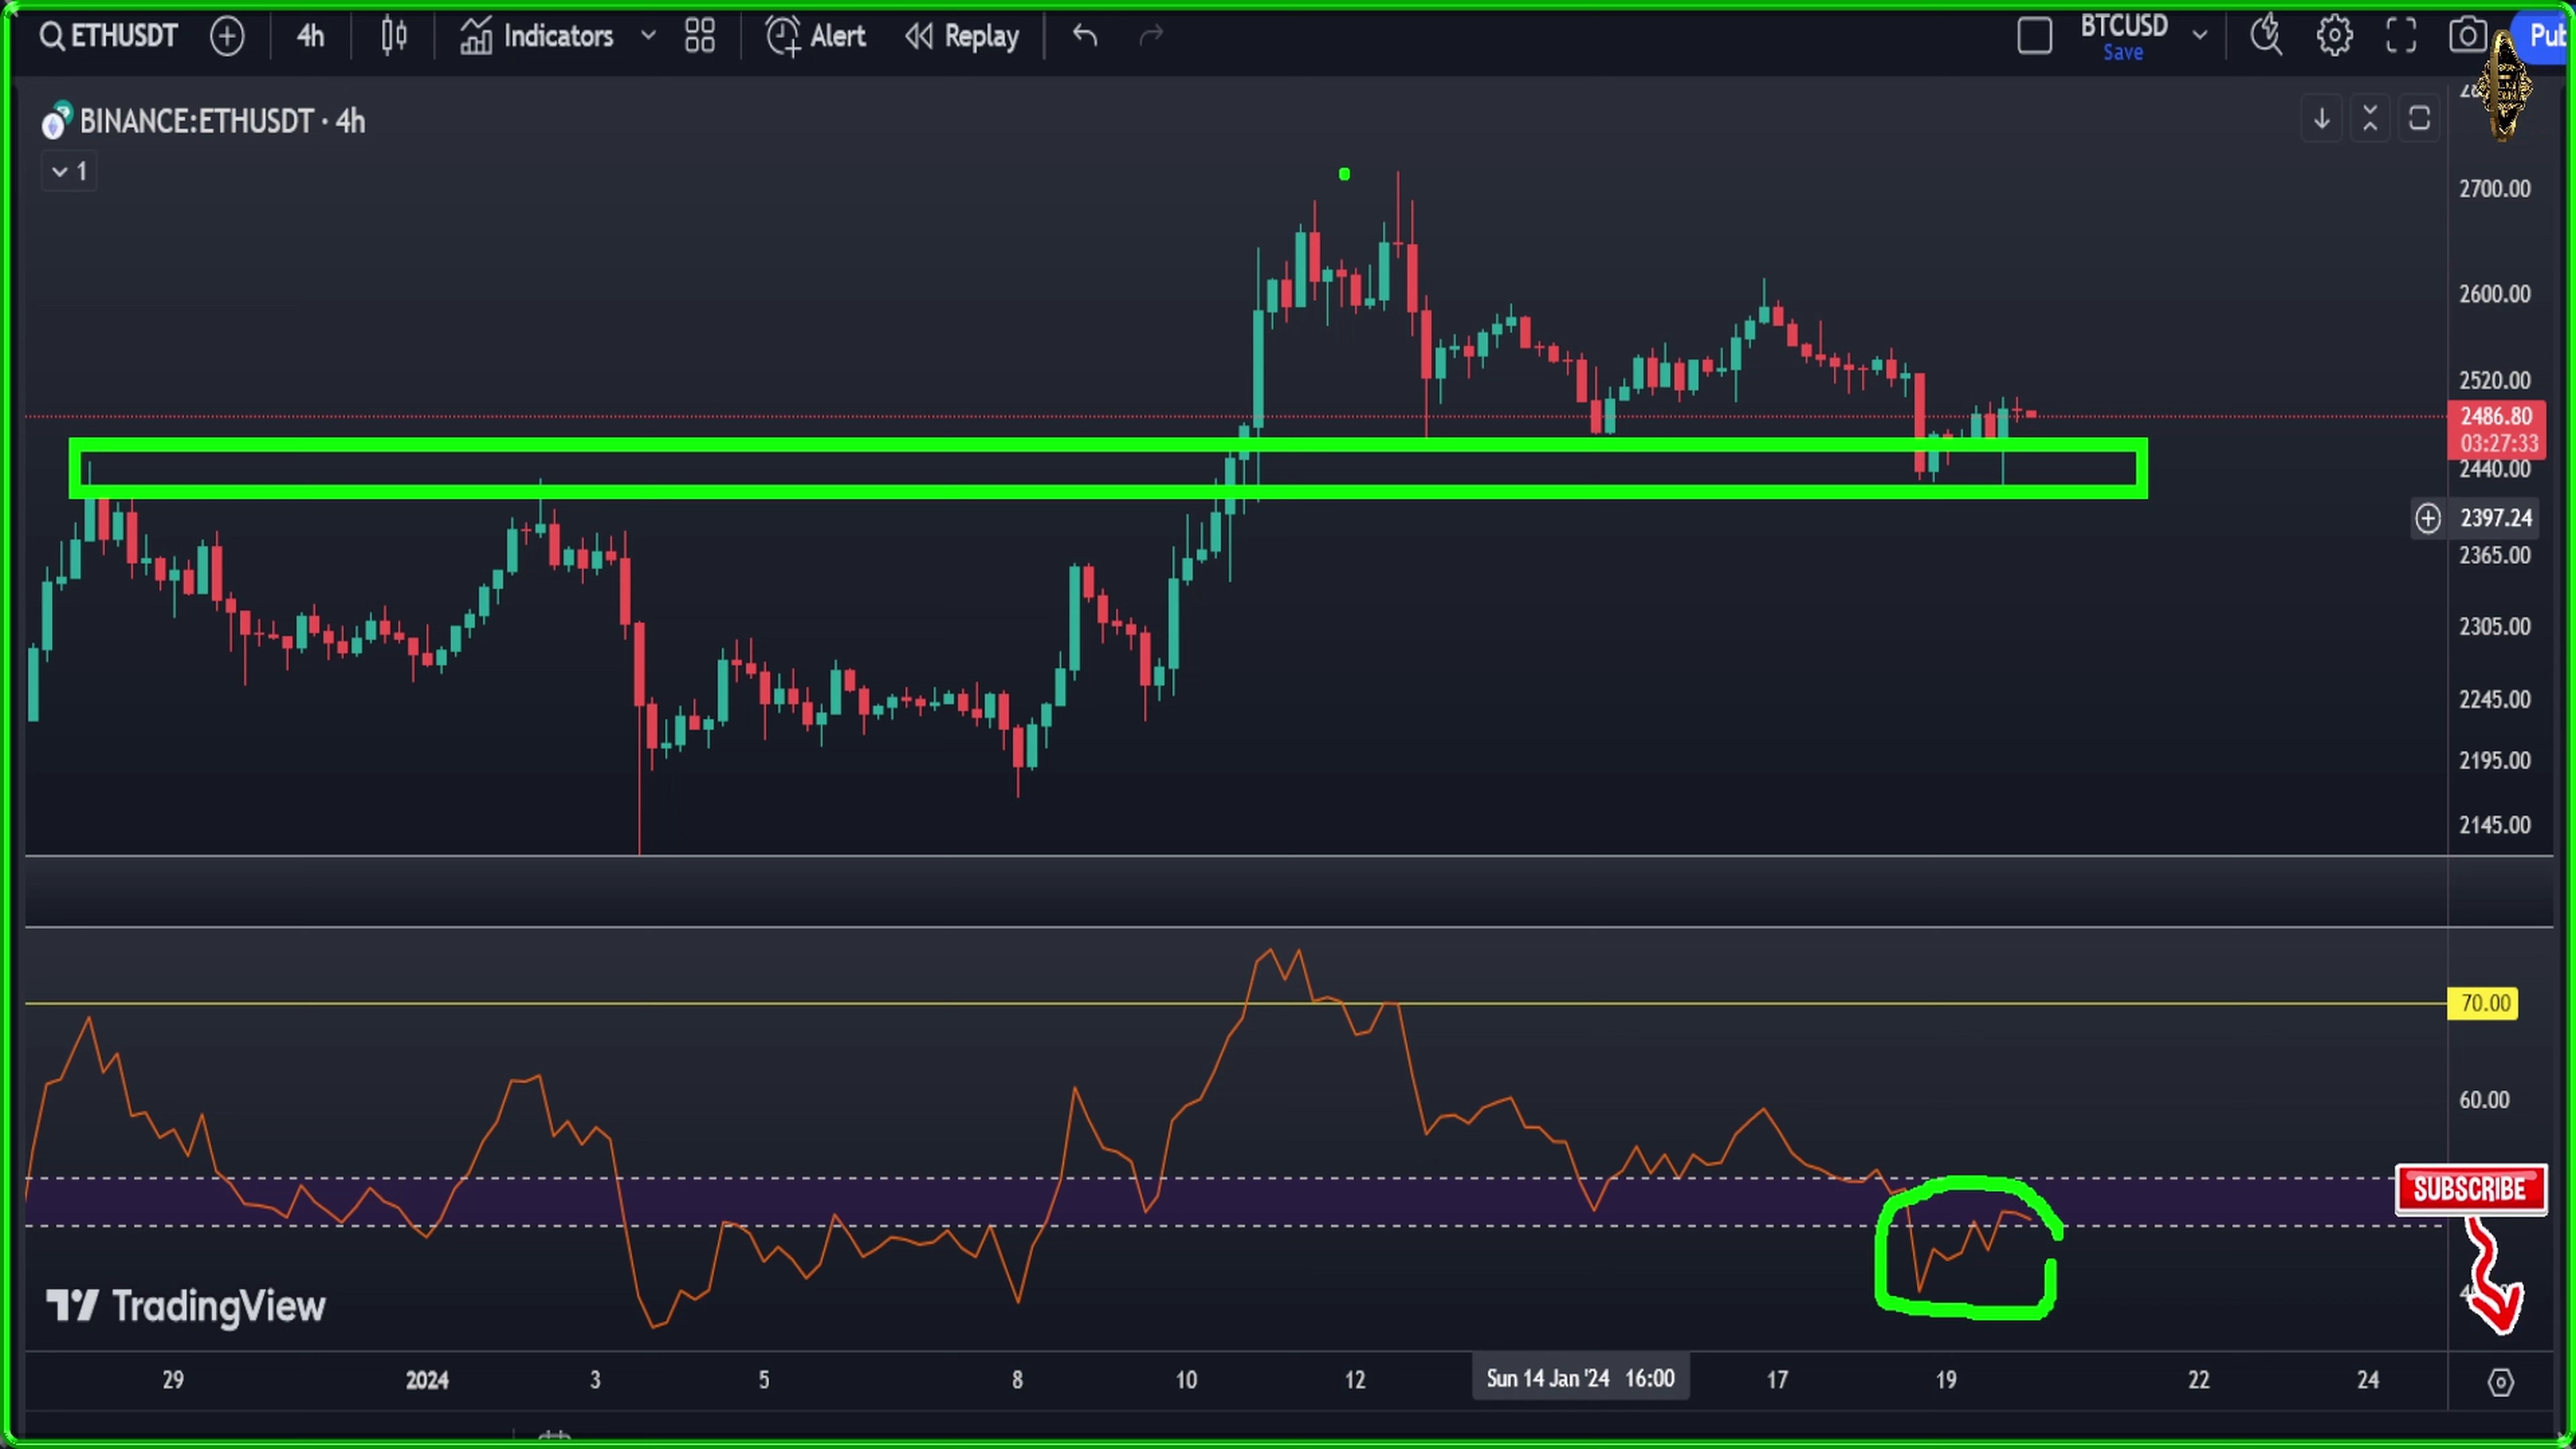 ETHUSDT 4h Indicators Alert Replay BTCUSD
Save
BINANCE:ETHUSDT · 4h
1
2700.00
2600.00
2520.00
2486.80
03:27:33
2440.00
2397.24
2365.00
2305.00
2245.00
2195.00
2145.00
70.00
60.00
SUBSCRIBE
TradingView
29 2024 3 5 8 10 12 Sun 14 Jan '24 16:00 17 19 22 24